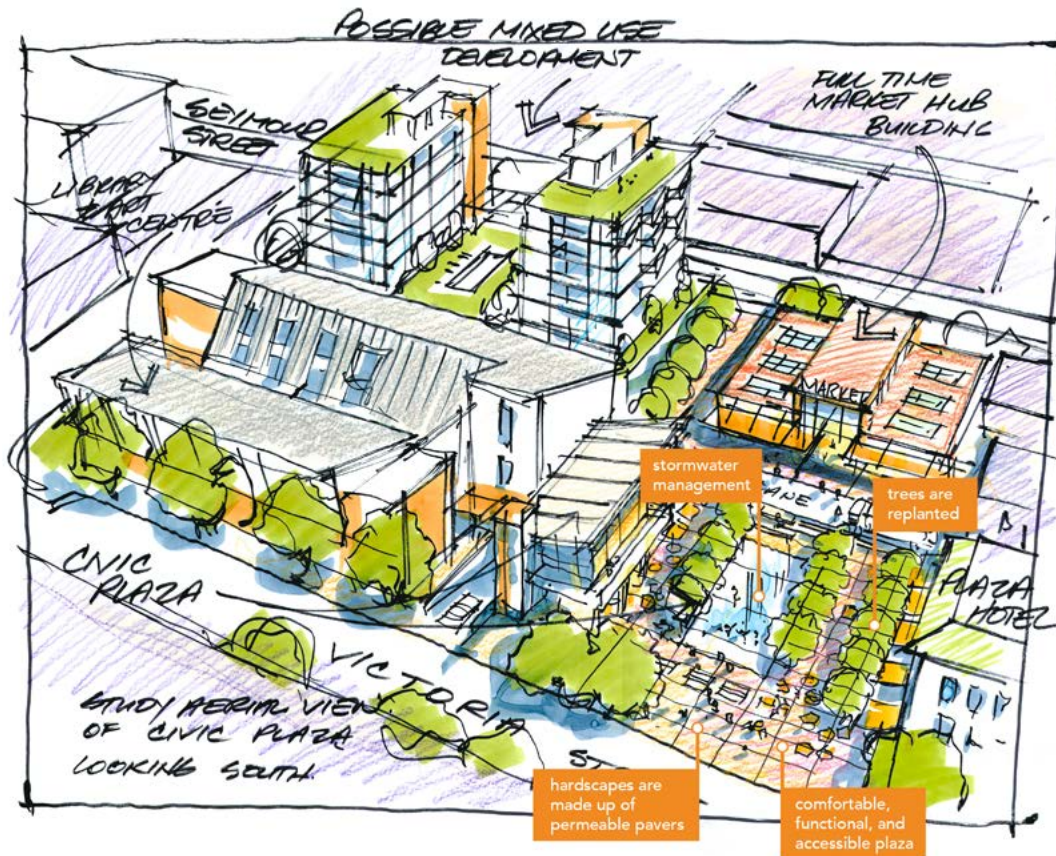 POSSIBLE MIXED USE
DEVELOPMENT
FULL TIME
MARKET HUB
BUILDING
SEYMOUR
STREET
LIBRARY
& ART
CENTRE
MARKET
stormwater
management
LANE
trees are
replanted
PLAZA
HOTEL
CIVIC
PLAZA
VICTORIA
ST.
STUDY AERIAL VIEW
OF CIVIC PLAZA
LOOKING SOUTH.
hardscapes are
made up of
permeable pavers
comfortable,
functional, and
accessible plaza